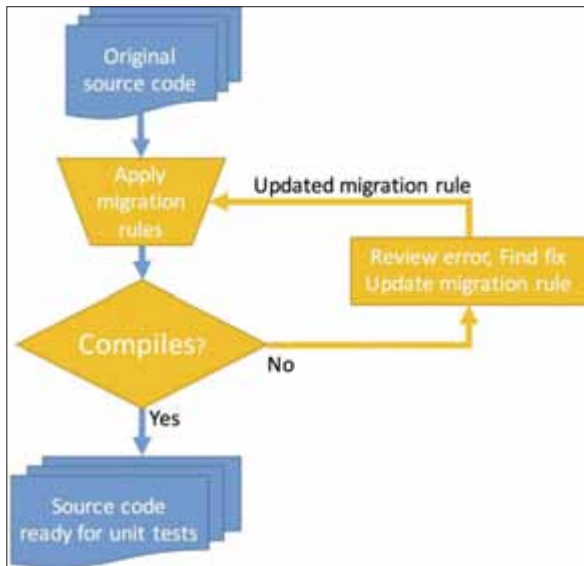 Original
source code
Apply
migration
rules
Updated migration rule
Review error, Find fix
Update migration rule
Compiles?
No
Yes
Source code
ready for unit tests